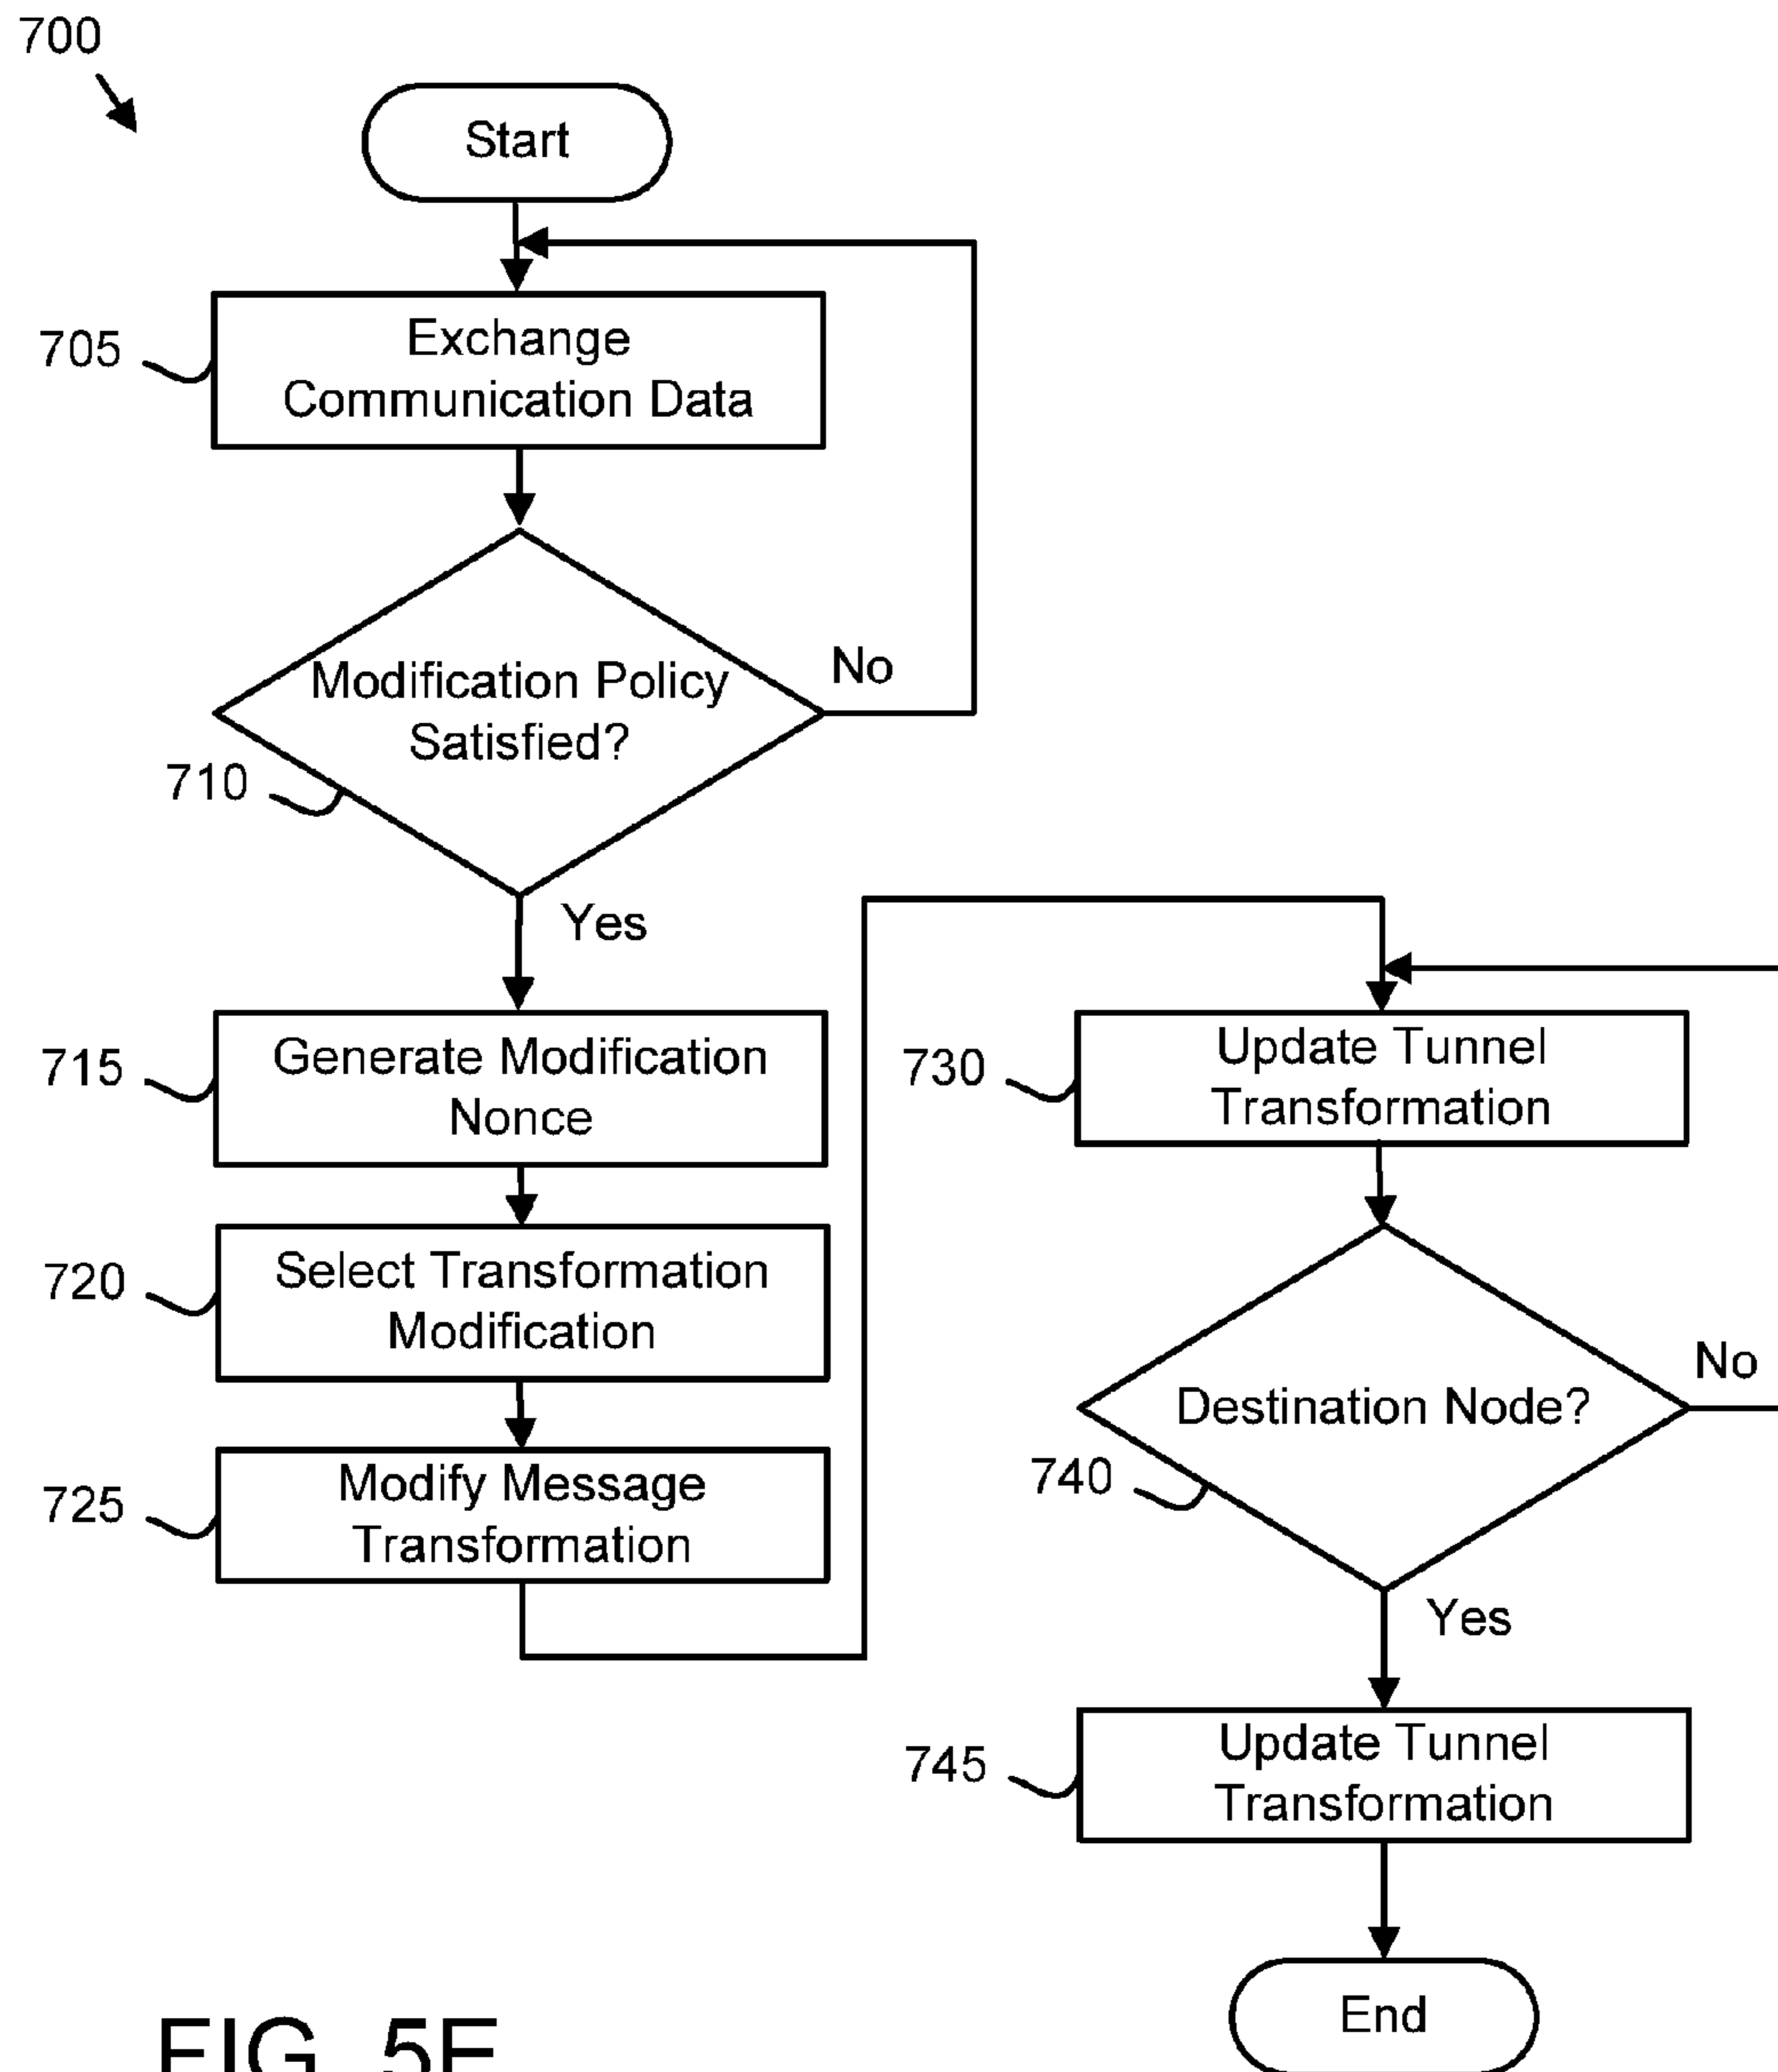 700
Start
705
Exchange
Communication Data
Modification Policy
Satisfied?
No
710
Yes
715
Generate Modification
Nonce
720
Select Transformation
Modification
725
Modify Message
Transformation
730
Update Tunnel
Transformation
Destination Node?
No
740
Yes
745
Update Tunnel
Transformation
End